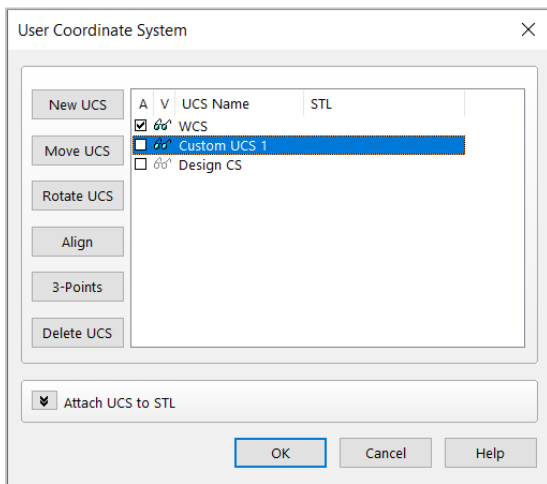 User Coordinate System
New UCS
Move UCS
Rotate UCS
Align
3-Points
Delete UCS
A V UCS Name STL
WCS
Custom UCS 1
Design CS
Attach UCS to STL
OK Cancel Help